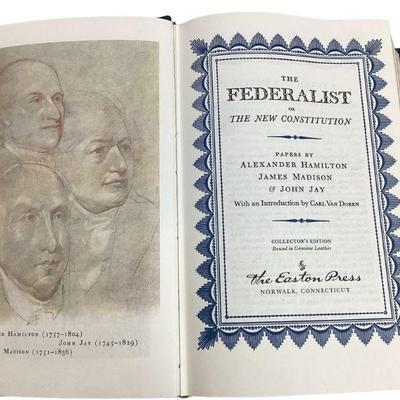 ER HAMILTON (1757–1804)
JOHN JAY (1745–1829)
MADISON (1751–1836)
THE
FEDERALIST
OR
THE NEW CONSTITUTION
PAPERS BY
ALEXANDER HAMILTON
JAMES MADISON
& JOHN JAY
With an Introduction by CARL VAN DOREN
COLLECTOR'S EDITION
Bound in Genuine Leather
The Easton Press
NORWALK, CONNECTICUT